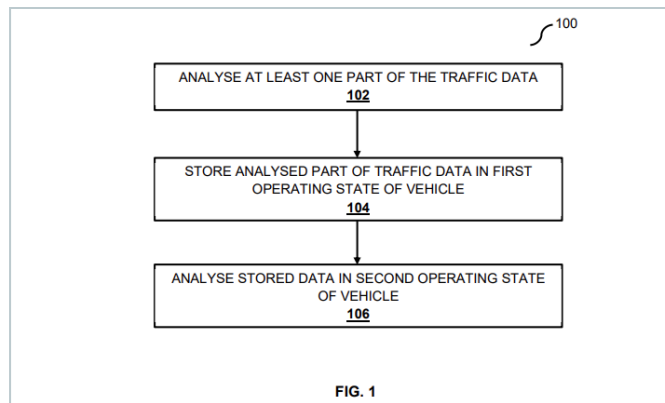 100
ANALYSE AT LEAST ONE PART OF THE TRAFFIC DATA
102
STORE ANALYSED PART OF TRAFFIC DATA IN FIRST
OPERATING STATE OF VEHICLE
104
ANALYSE STORED DATA IN SECOND OPERATING STATE
OF VEHICLE
106
FIG. 1